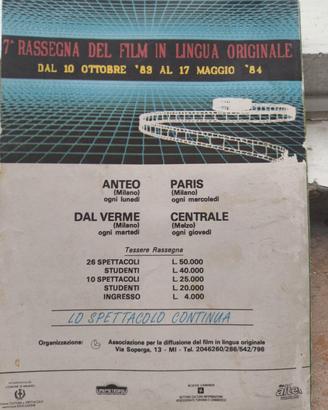 7ª RASSEGNA DEL FILM IN LINGUA ORIGINALE
DAL 10 OTTOBRE '83 AL 17 MAGGIO '84
ANTEO
(Milano)
ogni lunedì
PARIS
(Milano)
ogni mercoledì
DAL VERME
(Milano)
ogni martedì
CENTRALE
(Melzo)
ogni giovedì
Tessere Rassegna
26 SPETTACOLI L. 50.000
STUDENTI L. 40.000
10 SPETTACOLI L. 25.000
STUDENTI L. 20.000
INGRESSO L. 4.000
LO SPETTACOLO CONTINUA
Organizzazione: Associazione per la diffusione del film in lingua originale
Via Soperga, 13 - MI - Tel. 2046260/286/542/796